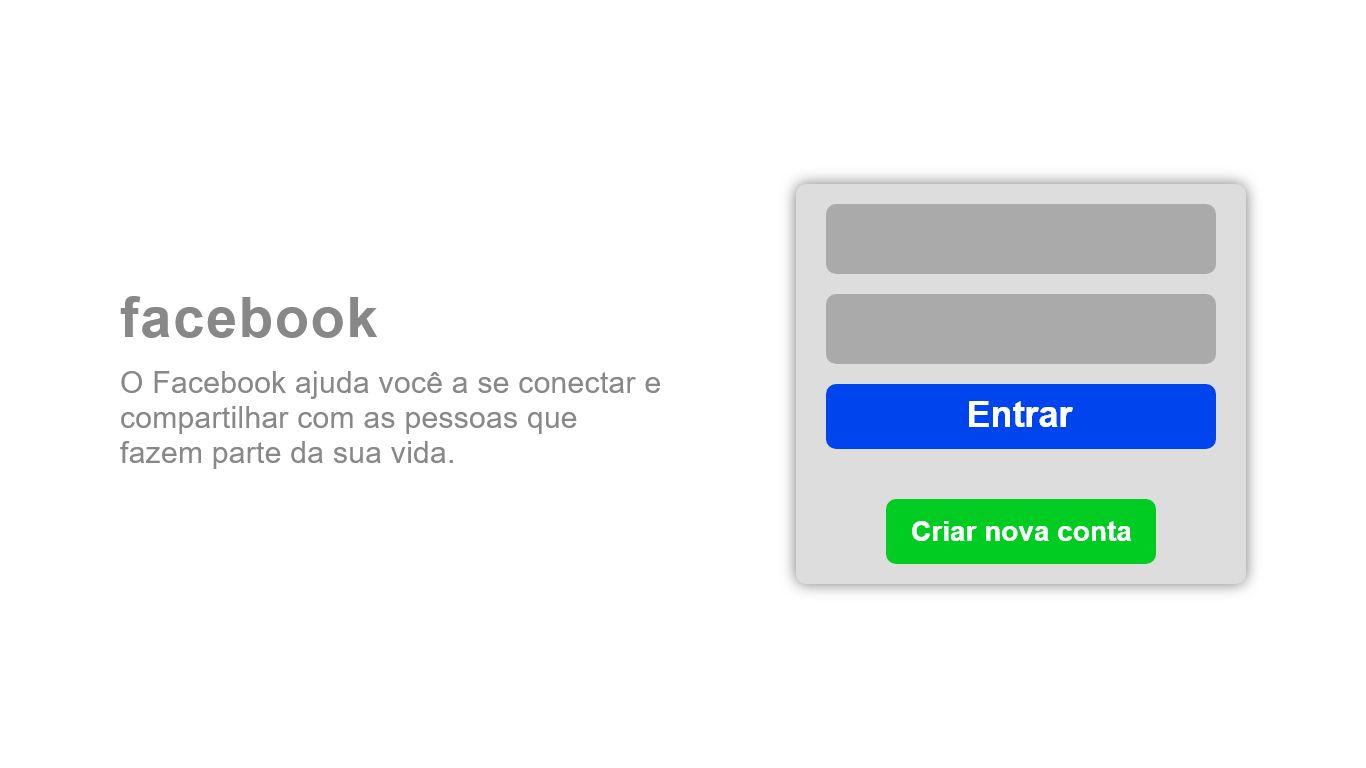 facebook
O Facebook ajuda você a se conectar e
compartilhar com as pessoas que
fazem parte da sua vida.
Entrar
Criar nova conta